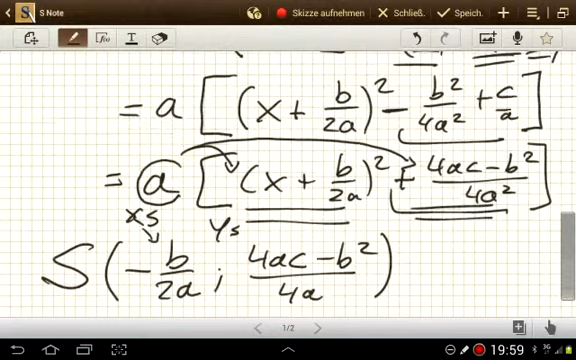 S Note
Skizze aufnehmen
Schließ.
Speich.
= a [ (x + b/2a)² − b²/4a² + c/a ]
= a [ (x + b/2a)² + (4ac − b²)/4a² ]
xs
ys
S ( −b/2a ; (4ac − b²)/4a )
1/2
3G
19:59